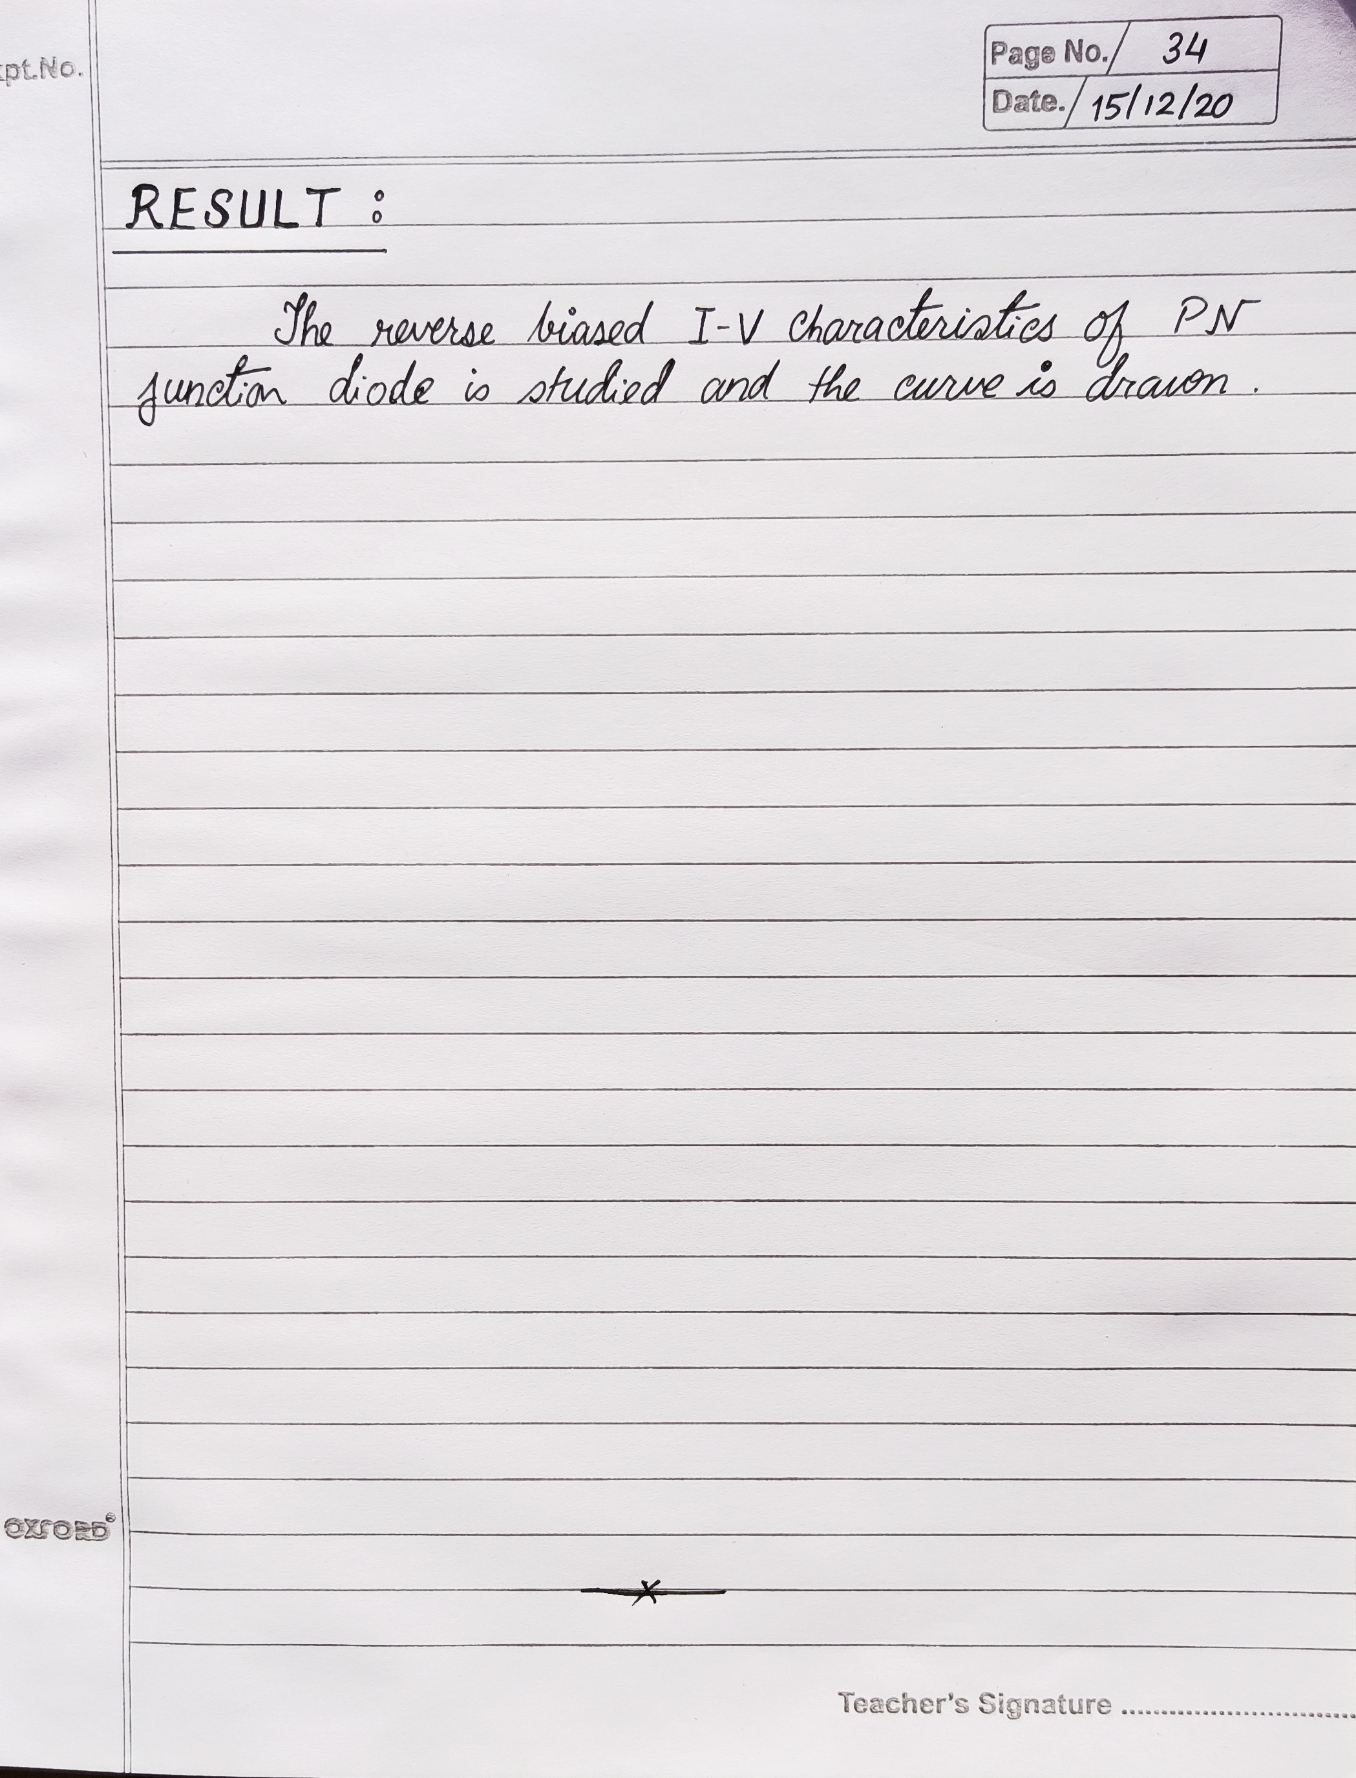 Expt.No.
Page No. 34
Date. 15/12/20
RESULT :
The reverse biased I-V characteristics of PN
junction diode is studied and the curve is drawn.
OXFORD®
Teacher's Signature ..............................